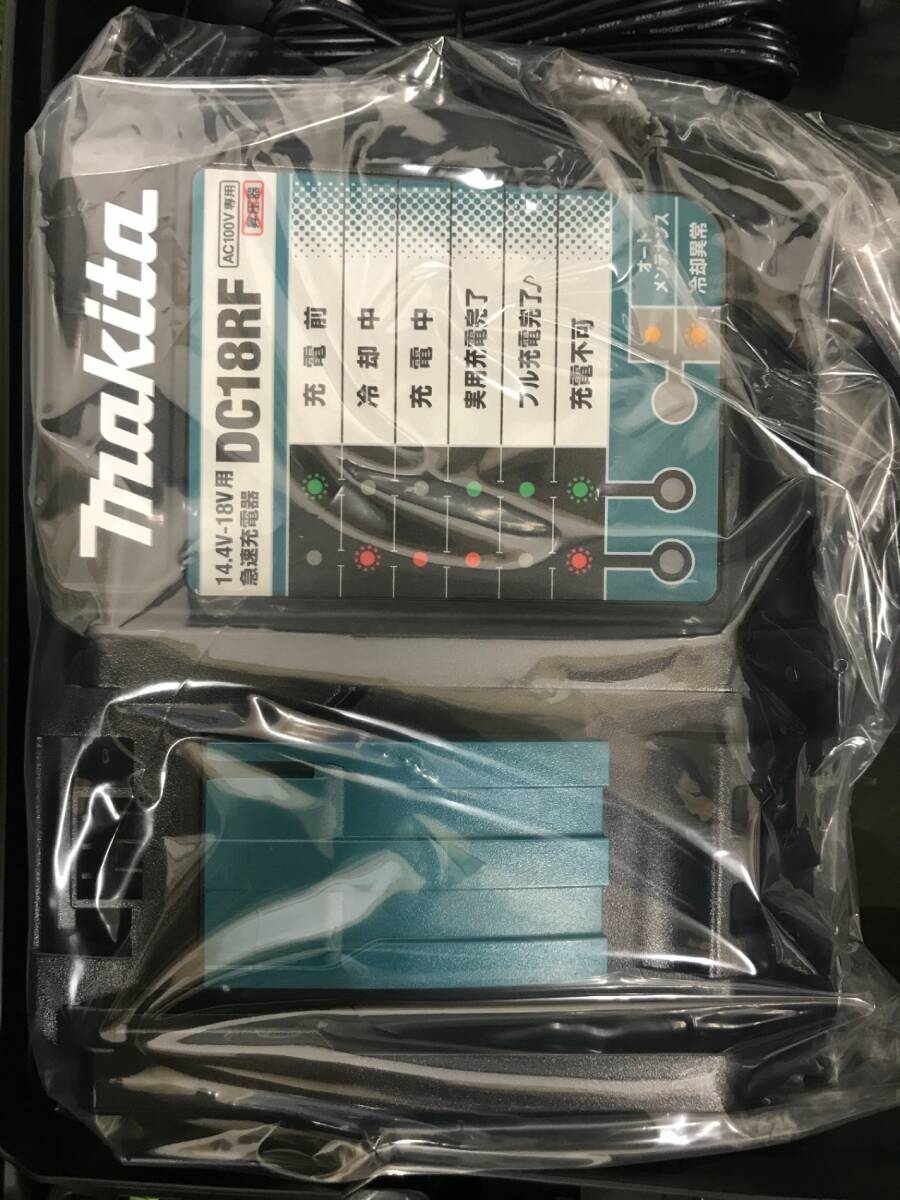 makita
14.4V-18V用
急速充電器
DC18RF
AC100V専用
昇圧器
充電前
冷却中
充電中
実用充電完了
フル充電完了♪
充電不可
オート
メンテナンス
冷却異常